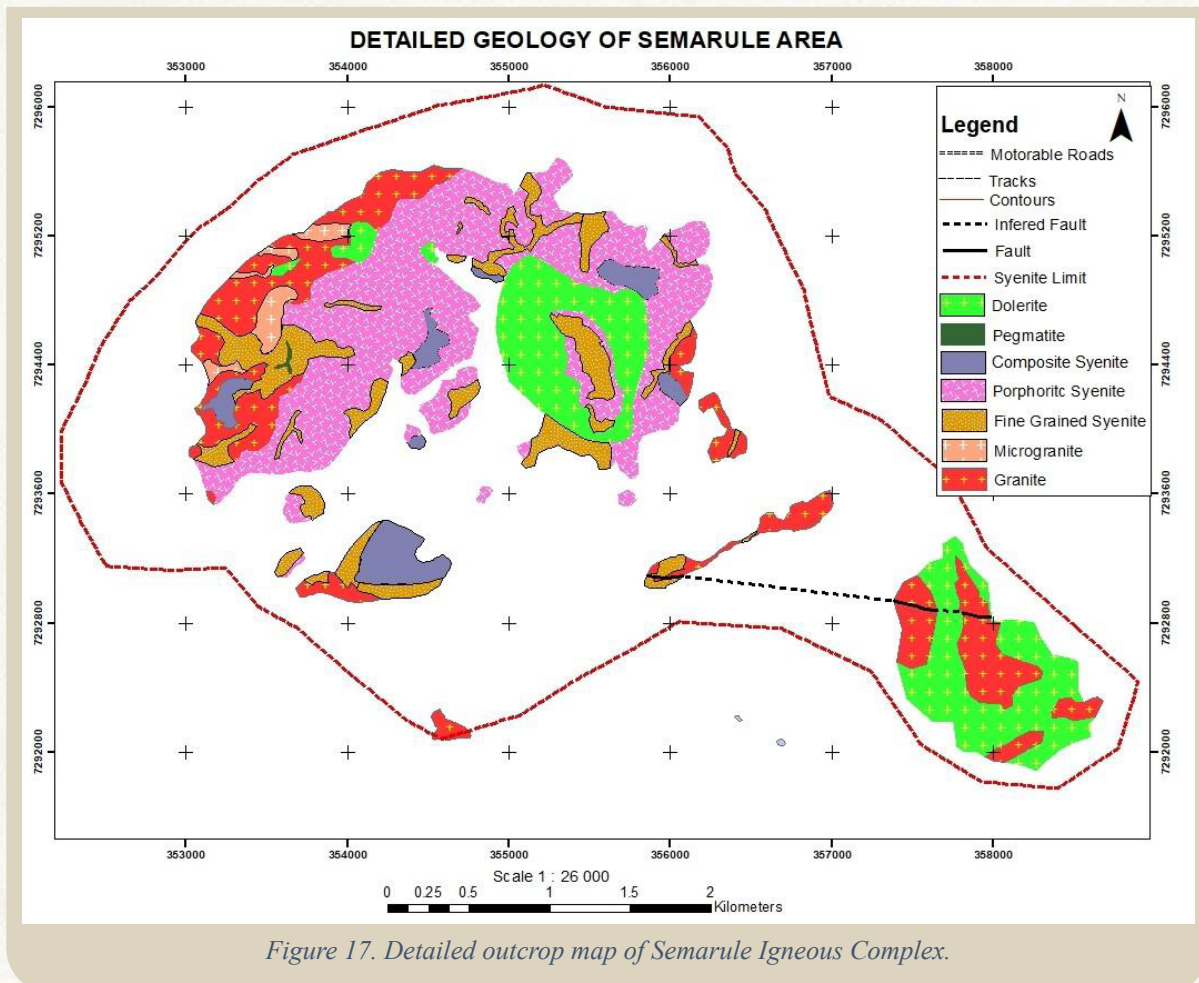 DETAILED GEOLOGY OF SEMARULE AREA
353000 354000 355000 356000 357000 358000
7296000
7295200
7294400
7293600
7292800
7292000
N
Legend
Motorable Roads
Tracks
Contours
Infered Fault
Fault
Syenite Limit
Dolerite
Pegmatite
Composite Syenite
Porphoritc Syenite
Fine Grained Syenite
Microgranite
Granite
7296000
7295200
7294400
7293600
7292800
7292000
353000 354000 355000 356000 357000 358000
Scale 1 : 26 000
0 0.25 0.5 1 1.5 2
Kilometers
Figure 17. Detailed outcrop map of Semarule Igneous Complex.